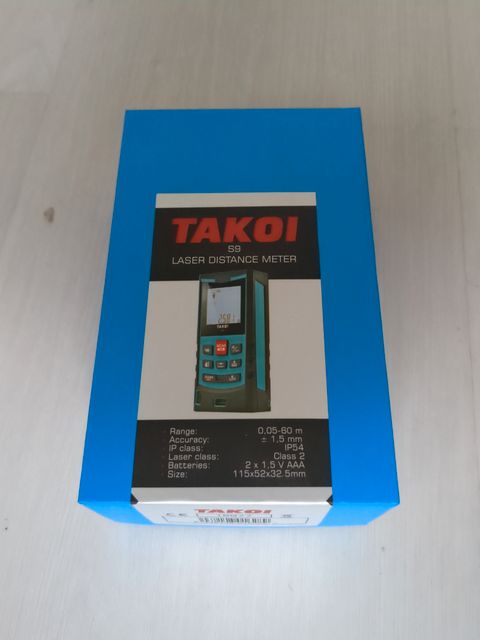 TAKOI
S9
LASER DISTANCE METER
TAKOI
Range: 0.05-60 m
Accuracy: ± 1,5 mm
IP class: IP54
Laser class: Class 2
Batteries: 2 x 1,5 V AAA
Size: 115x52x32.5mm
TAKOI
CE